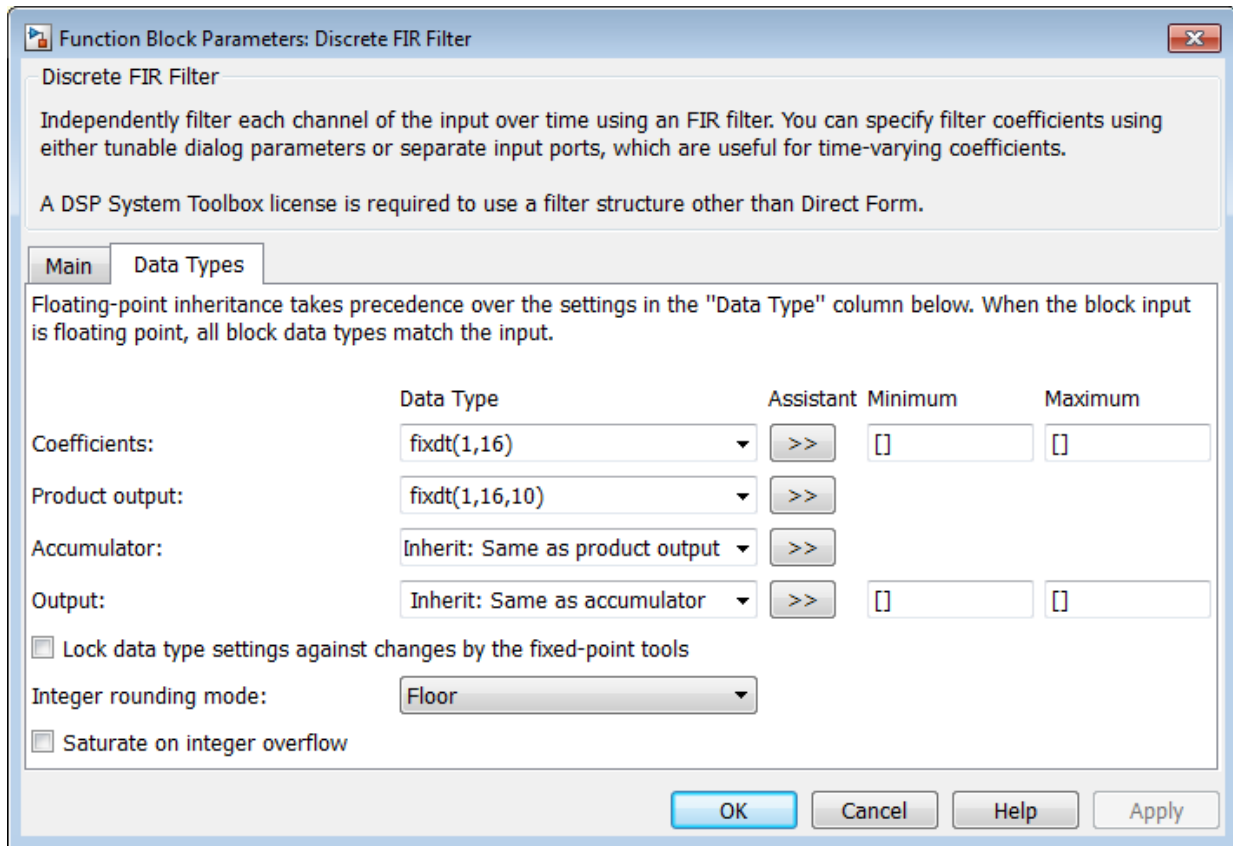 Function Block Parameters: Discrete FIR Filter
Discrete FIR Filter
Independently filter each channel of the input over time using an FIR filter. You can specify filter coefficients using
either tunable dialog parameters or separate input ports, which are useful for time-varying coefficients.
A DSP System Toolbox license is required to use a filter structure other than Direct Form.
Main Data Types
Floating-point inheritance takes precedence over the settings in the "Data Type" column below. When the block input
is floating point, all block data types match the input.
Data Type Assistant Minimum Maximum
Coefficients: fixdt(1,16) >> [] []
Product output: fixdt(1,16,10) >>
Accumulator: Inherit: Same as product output >>
Output: Inherit: Same as accumulator >> [] []
Lock data type settings against changes by the fixed-point tools
Integer rounding mode: Floor
Saturate on integer overflow
OK Cancel Help Apply